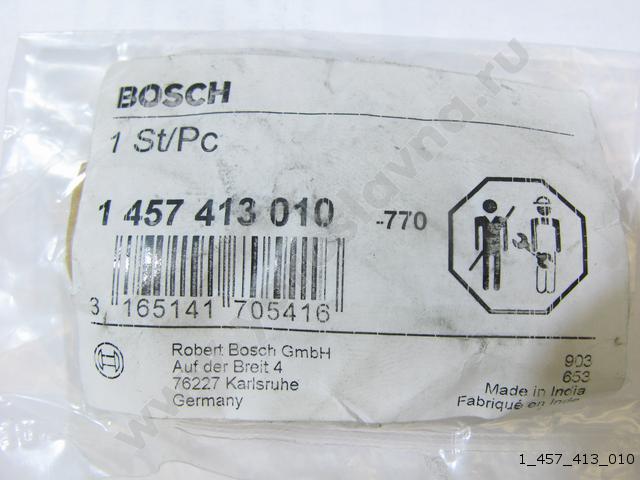 BOSCH
1 St/Pc
1 457 413 010 -770
3 165141 705416
Robert Bosch GmbH
Auf der Breit 4
76227 Karlsruhe
Germany
903
653
Made in India
Fabriqué en Inde
1_457_413_010